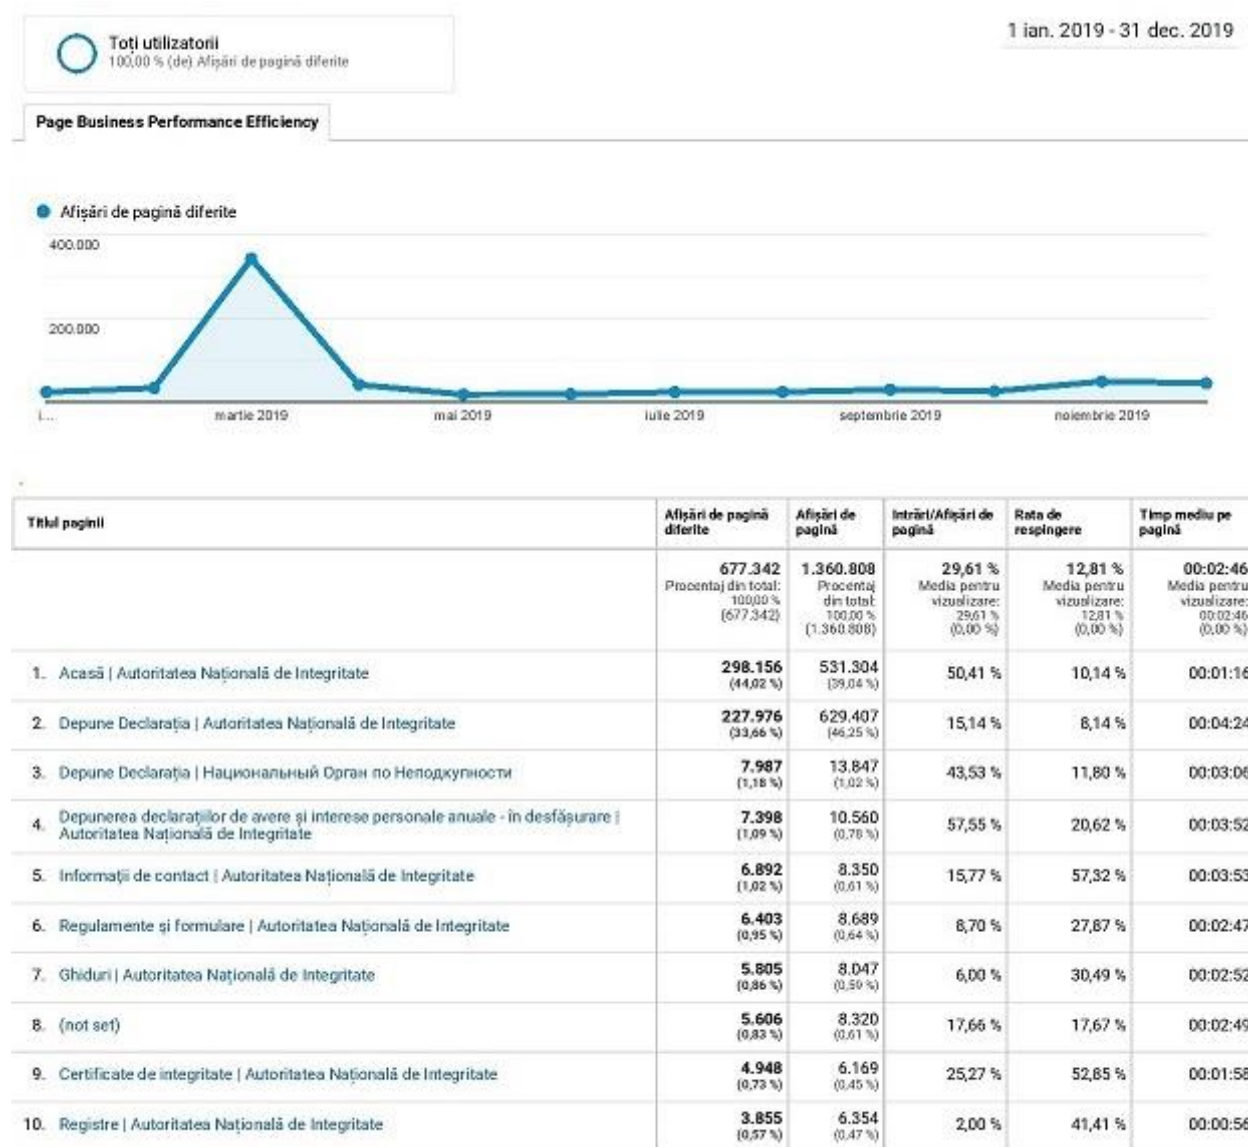 Toți utilizatorii
100,00 % (de) Afișări de pagină diferite
1 ian. 2019 - 31 dec. 2019
Page Business Performance Efficiency
Afișări de pagină diferite
400.000
200.000
i...
martie 2019
mai 2019
iulie 2019
septembrie 2019
noiembrie 2019
Titlul paginii
Afișări de pagină diferite
Afișări de pagină
Intrări/Afișări de pagină
Rata de respingere
Timp mediu pe pagină
677.342
Procentaj din total:
100,00 %
(677.342)
1.360.808
Procentaj
din total:
100,00 %
(1.360.808)
29,61 %
Media pentru
vizualizare:
29,61 %
(0,00 %)
12,81 %
Media pentru
vizualizare:
12,81 %
(0,00 %)
00:02:46
Media pentru
vizualizare:
00:02:46
(0,00 %)
1. Acasă | Autoritatea Națională de Integritate 298.156 (44,02 %) 531.304 (39,04 %) 50,41 % 10,14 % 00:01:16
2. Depune Declarația | Autoritatea Națională de Integritate 227.976 (33,66 %) 629.407 (46,25 %) 15,14 % 8,14 % 00:04:24
3. Depune Declarația | Национальный Орган по Неподкупности 7.987 (1,18 %) 13.847 (1,02 %) 43,53 % 11,80 % 00:03:06
4. Depunerea declarațiilor de avere și interese personale anuale - în desfășurare |
Autoritatea Națională de Integritate 7.398 (1,09 %) 10.560 (0,78 %) 57,55 % 20,62 % 00:03:52
5. Informații de contact | Autoritatea Națională de Integritate 6.892 (1,02 %) 8.350 (0,61 %) 15,77 % 57,32 % 00:03:53
6. Regulamente și formulare | Autoritatea Națională de Integritate 6.403 (0,95 %) 8.689 (0,64 %) 8,70 % 27,87 % 00:02:47
7. Ghiduri | Autoritatea Națională de Integritate 5.805 (0,86 %) 8.047 (0,59 %) 6,00 % 30,49 % 00:02:52
8. (not set) 5.606 (0,83 %) 8.320 (0,61 %) 17,66 % 17,67 % 00:02:49
9. Certificate de integritate | Autoritatea Națională de Integritate 4.948 (0,73 %) 6.169 (0,45 %) 25,27 % 52,85 % 00:01:58
10. Registre | Autoritatea Națională de Integritate 3.855 (0,57 %) 6.354 (0,47 %) 2,00 % 41,41 % 00:00:56